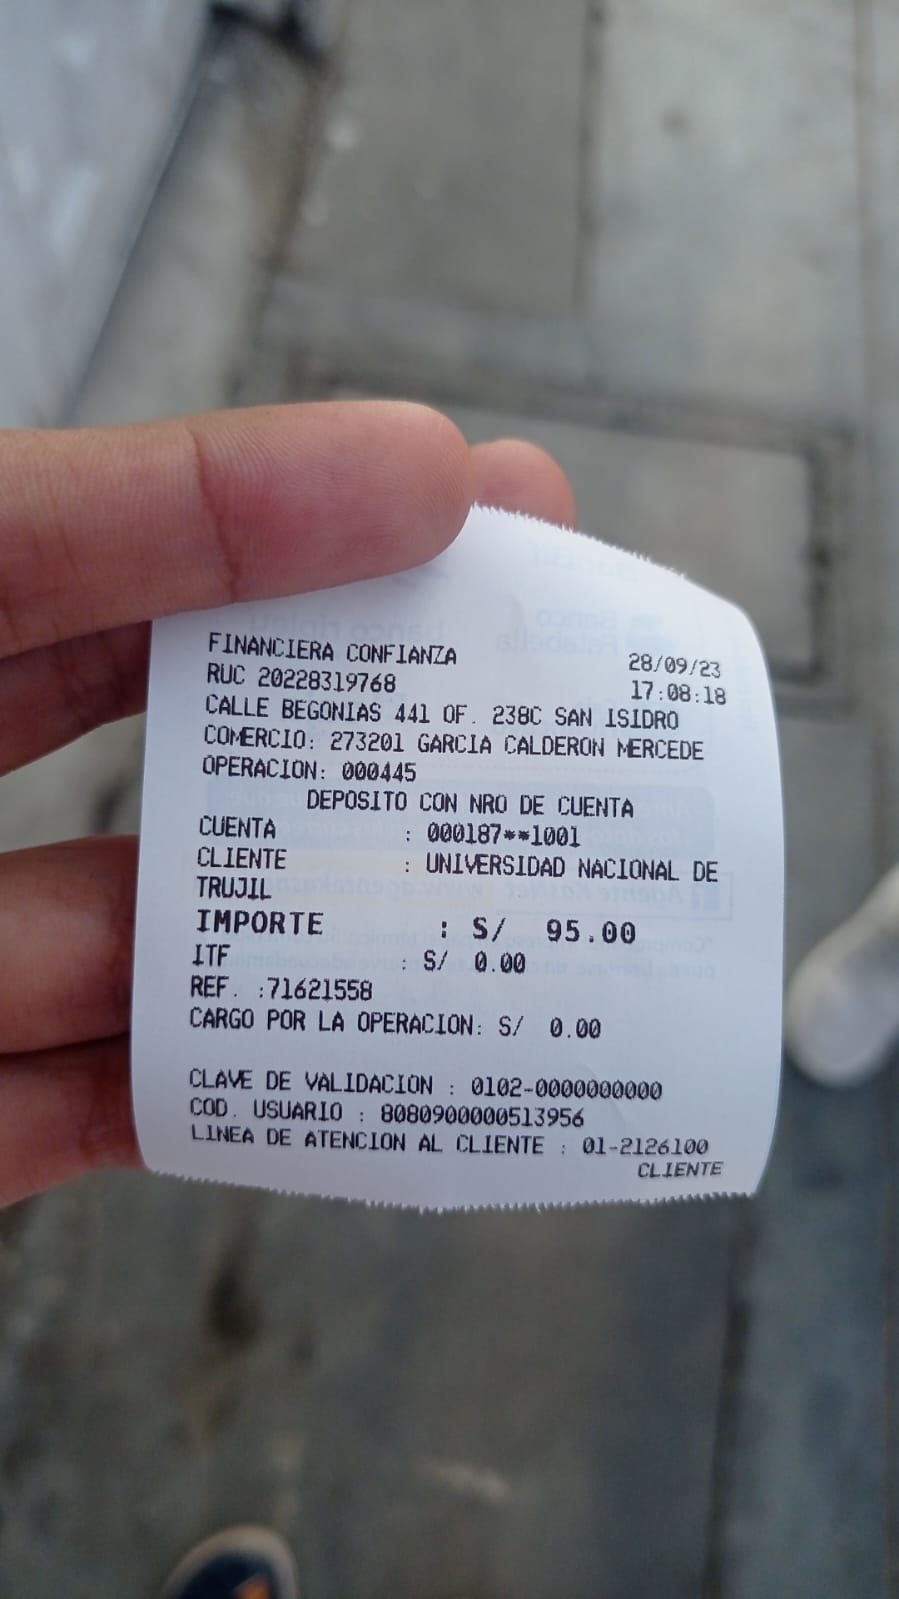 FINANCIERA CONFIANZA 28/09/23
RUC 20228319768 17:08:18
CALLE BEGONIAS 441 OF. 238C SAN ISIDRO
COMERCIO: 273201 GARCIA CALDERON MERCEDE
OPERACION: 000445
DEPOSITO CON NRO DE CUENTA
CUENTA : 000187**1001
CLIENTE : UNIVERSIDAD NACIONAL DE
TRUJIL
IMPORTE : S/ 95.00
ITF : S/ 0.00
REF. :71621558
CARGO POR LA OPERACION: S/ 0.00
CLAVE DE VALIDACION : 0102-0000000000
COD. USUARIO : 8080900000513956
LINEA DE ATENCION AL CLIENTE : 01-2126100
CLIENTE